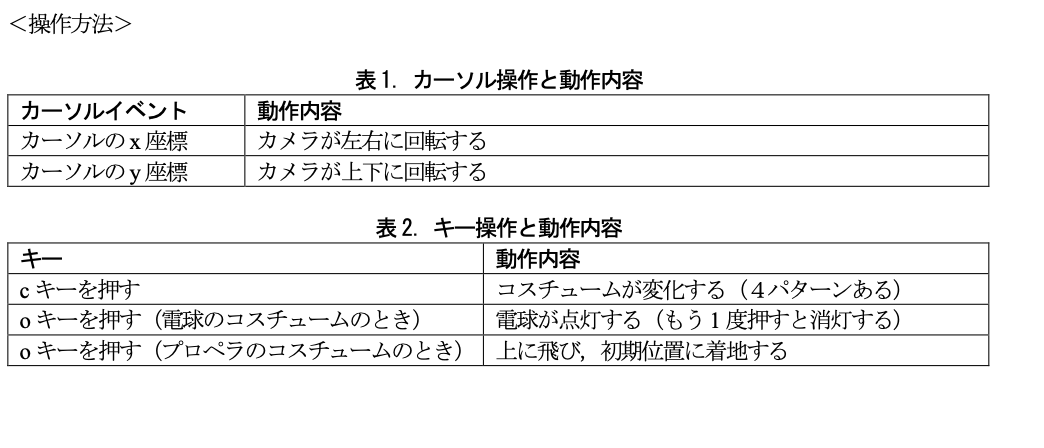 ＜操作方法＞
表1. カーソル操作と動作内容
カーソルイベント 動作内容
カーソルのx座標 カメラが左右に回転する
カーソルのy座標 カメラが上下に回転する
表2. キー操作と動作内容
キー 動作内容
cキーを押す コスチュームが変化する（４パターンある）
oキーを押す（電球のコスチュームのとき） 電球が点灯する（もう1度押すと消灯する）
oキーを押す（プロペラのコスチュームのとき） 上に飛び，初期位置に着地する